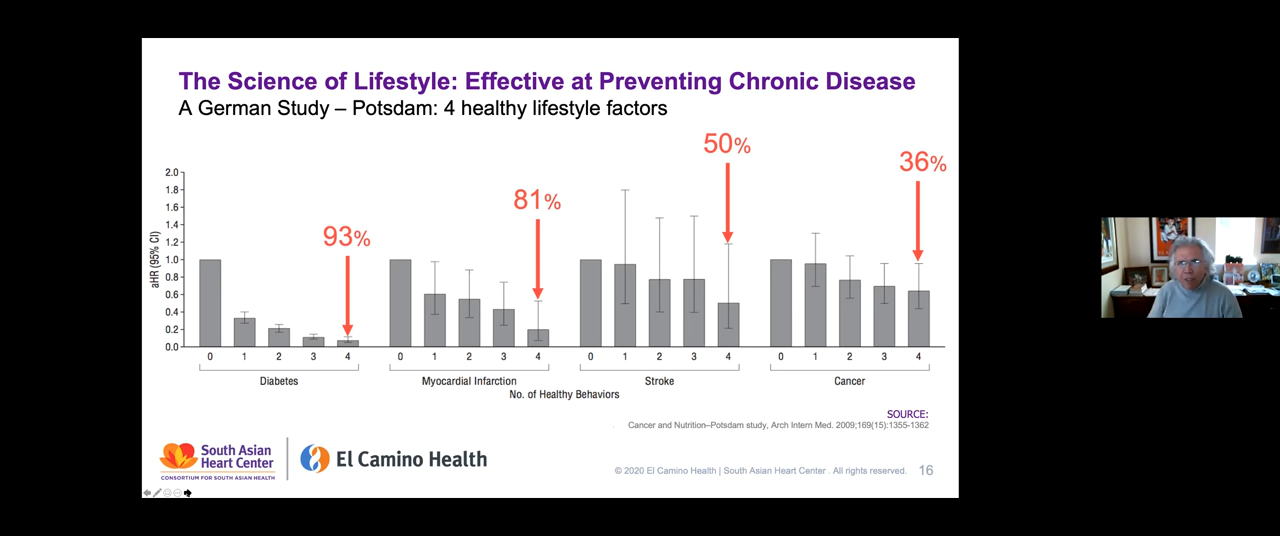 The Science of Lifestyle: Effective at Preventing Chronic Disease
A German Study – Potsdam: 4 healthy lifestyle factors
93%
81%
50%
36%
aHR (95% CI)
2.0
1.8
1.6
1.4
1.2
1.0
0.8
0.6
0.4
0.2
0.0
0 1 2 3 4
0 1 2 3 4
0 1 2 3 4
0 1 2 3 4
Diabetes
Myocardial Infarction
Stroke
Cancer
No. of Healthy Behaviors
SOURCE:
Cancer and Nutrition–Potsdam study, Arch Intern Med. 2009;169(15):1355-1362
South Asian
Heart Center
CONSORTIUM FOR SOUTH ASIAN HEALTH
El Camino Health
© 2020 El Camino Health | South Asian Heart Center . All rights reserved.
16